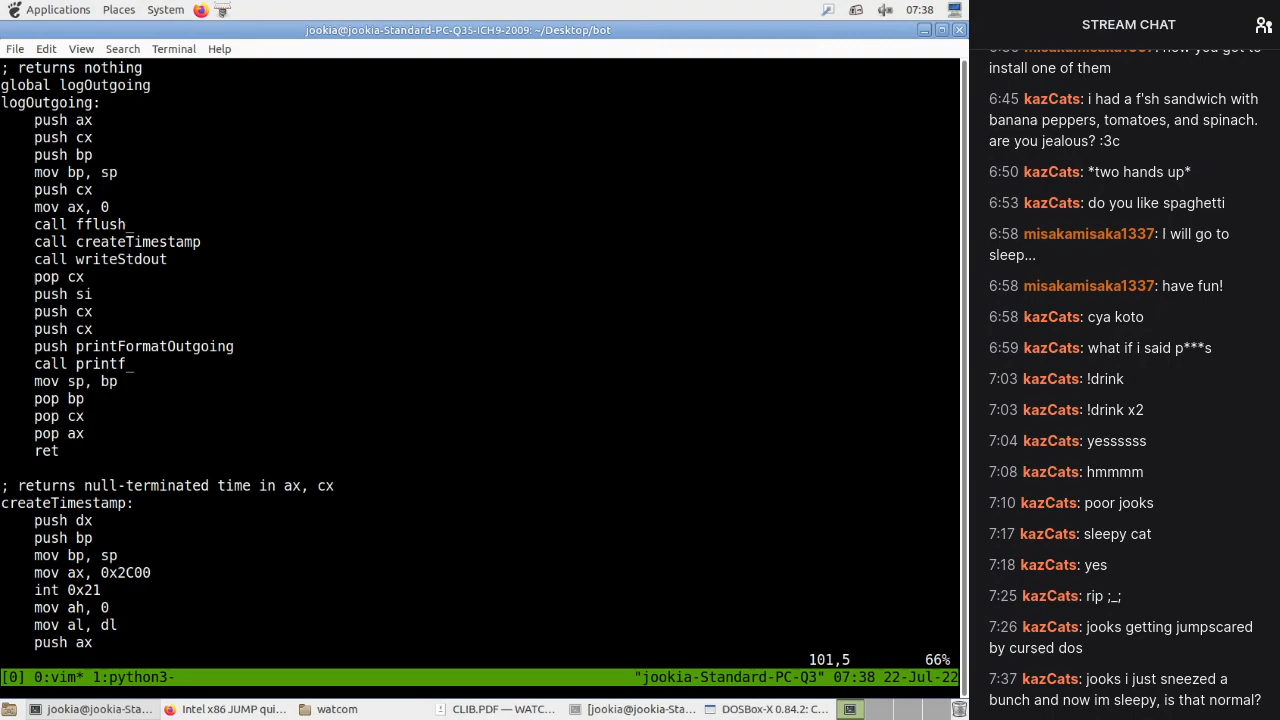 Applications Places System 07:38
jookia@jookia-Standard-PC-Q35-ICH9-2009: ~/Desktop/bot
File Edit View Search Terminal Help
; returns nothing
global logOutgoing
logOutgoing:
push ax
push cx
push bp
mov bp, sp
push cx
mov ax, 0
call fflush_
call createTimestamp
call writeStdout
pop cx
push si
push cx
push cx
push printFormatOutgoing
call printf_
mov sp, bp
pop bp
pop cx
pop ax
ret
; returns null-terminated time in ax, cx
createTimestamp:
push dx
push bp
mov bp, sp
mov ax, 0x2C00
int 0x21
mov ah, 0
mov al, dl
push ax
101,5 66%
[0] 0:vim* 1:python3- "jookia-Standard-PC-Q3" 07:38 22-Jul-22
jookia@jookia-Sta... Intel x86 JUMP qui... watcom CLIB.PDF — WATC... [jookia@jookia-Sta... DOSBox-X 0.84.2: C...
STREAM CHAT
install one of them
6:45 kazCats: i had a f'sh sandwich with
banana peppers, tomatoes, and spinach.
are you jealous? :3c
6:50 kazCats: *two hands up*
6:53 kazCats: do you like spaghetti
6:58 misakamisaka1337: I will go to
sleep...
6:58 misakamisaka1337: have fun!
6:58 kazCats: cya koto
6:59 kazCats: what if i said p***s
7:03 kazCats: !drink
7:03 kazCats: !drink x2
7:04 kazCats: yessssss
7:08 kazCats: hmmmm
7:10 kazCats: poor jooks
7:17 kazCats: sleepy cat
7:18 kazCats: yes
7:25 kazCats: rip ;_;
7:26 kazCats: jooks getting jumpscared
by cursed dos
7:37 kazCats: jooks i just sneezed a
bunch and now im sleepy, is that normal?